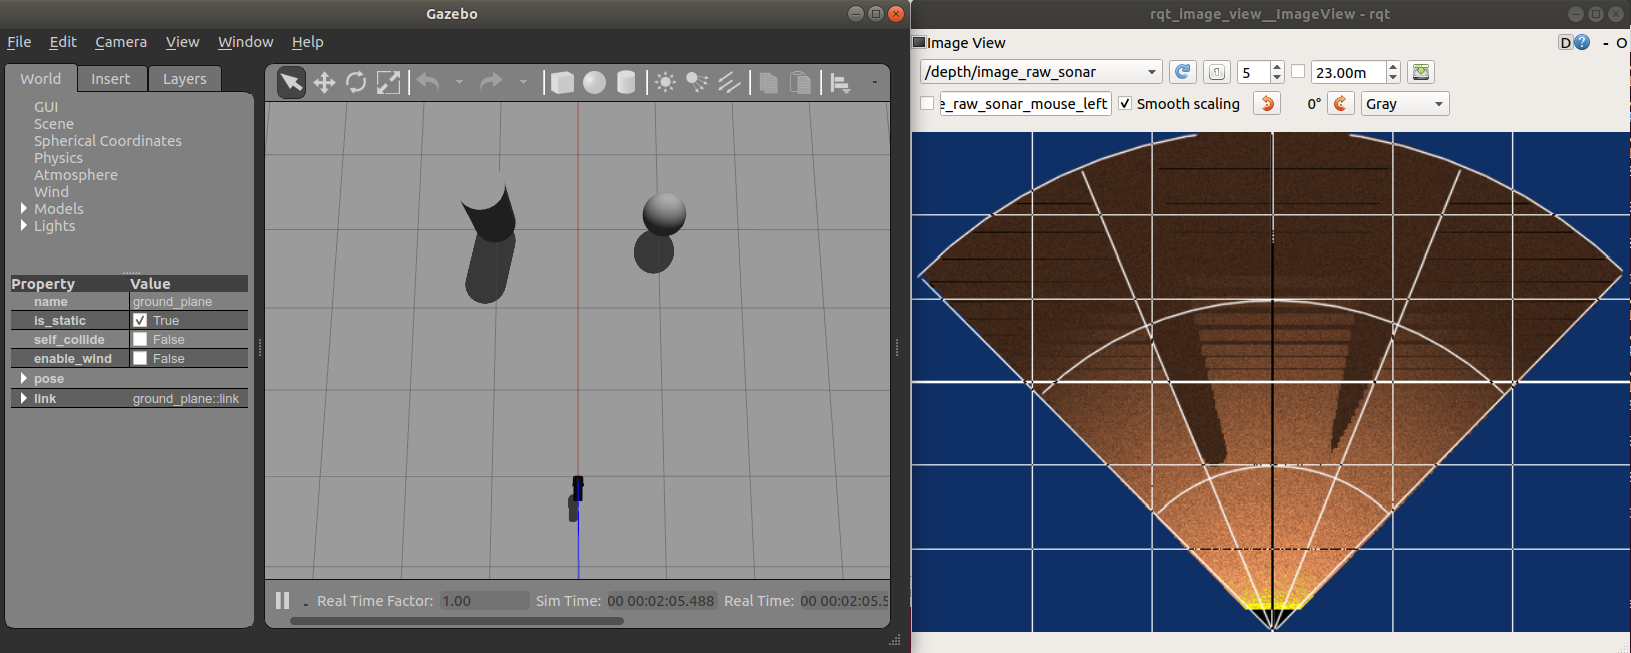 Gazebo
File Edit Camera View Window Help
World Insert Layers
GUI
Scene
Spherical Coordinates
Physics
Atmosphere
Wind
Models
Lights
Property Value
name ground_plane
is_static True
self_collide False
enable_wind False
pose
link ground_plane::link
Real Time Factor: 1.00 Sim Time: 00 00:02:05.488 Real Time: 00 00:02:05.5
rqt_image_view__ImageView - rqt
Image View D ? - O
/depth/image_raw_sonar 5 23.00m
e_raw_sonar_mouse_left Smooth scaling 0° Gray